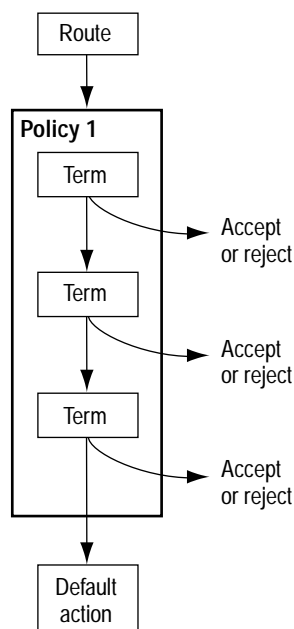 Route
Policy 1
Term
Accept
or reject
Term
Accept
or reject
Term
Accept
or reject
Default
action